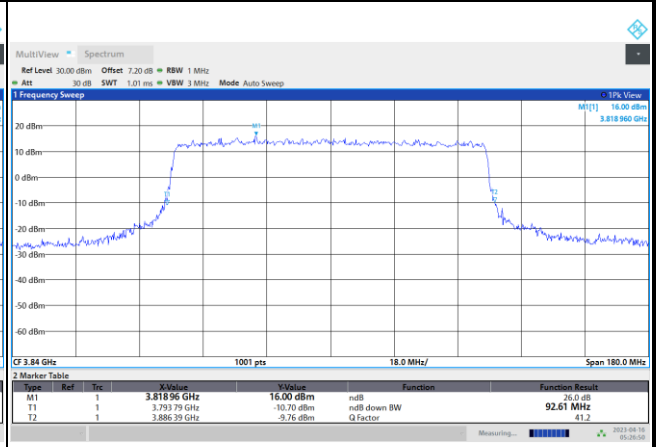 MultiView Spectrum
Ref Level 30.00 dBm Offset 7.20 dB RBW 1 MHz
Att 30 dB SWT 1.01 ms VBW 3 MHz Mode Auto Sweep
1 Frequency Sweep 1Pk View
M1[1] 16.00 dBm
3.818 960 GHz
M1
20 dBm
10 dBm
0 dBm
T1
T2
-10 dBm
-20 dBm
-30 dBm
-40 dBm
-50 dBm
-60 dBm
CF 3.84 GHz 1001 pts 18.0 MHz/ Span 180.0 MHz
2 Marker Table
Type Ref Trc X-Value Y-Value Function Function Result
M1 1 3.818 96 GHz 16.00 dBm ndB 26.0 dB
T1 1 3.793 79 GHz -10.70 dBm ndB down BW 92.61 MHz
T2 1 3.886 39 GHz -9.76 dBm Q Factor 41.2
Measuring...
05:26:50